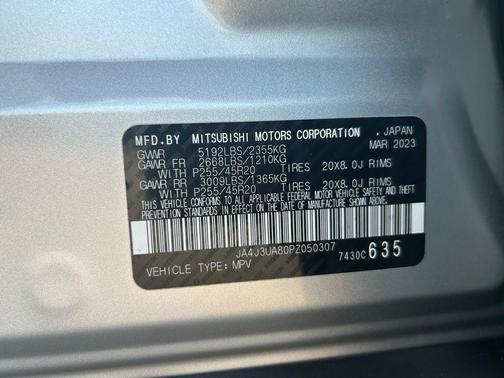 MFD.BY MITSUBISHI MOTORS CORPORATION , JAPAN
MAR 2023
GVWR 5192LBS/2355KG
GAWR FR 2668LBS/1210KG
WITH P255/45R20 TIRES 20X8.0J RIMS
GAWR RR 3009LBS/1365KG
WITH P255/45R20 TIRES 20X8.0J RIMS
THIS VEHICLE CONFORMS TO ALL APPLICABLE FEDERAL MOTOR VEHICLE SAFETY
AND THEFT PREVENTION STANDARDS IN EFFECT ON THE DATE OF MANUFACTURE SHOWN ABOVE.
JA4J3UA80PZ050307
7430C635
VEHICLE TYPE:MPV